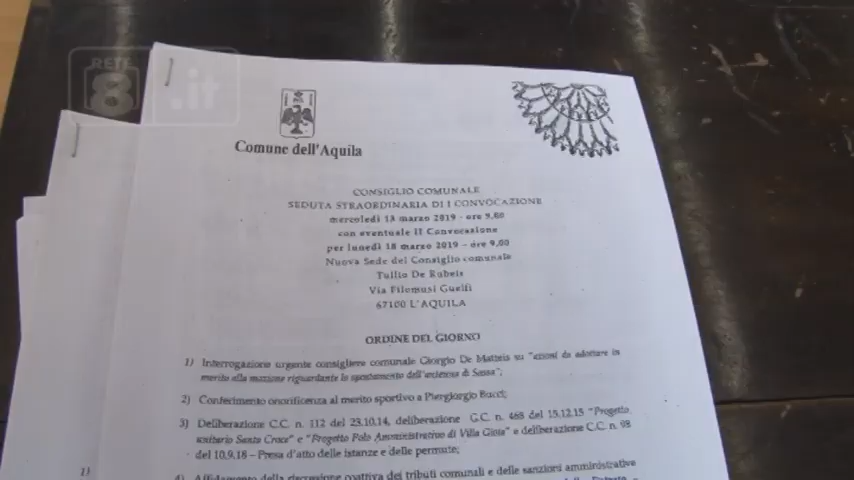 RETE
8
.it
Comune dell'Aquila
CONSIGLIO COMUNALE
SEDUTA STRAORDINARIA DI I CONVOCAZIONE
mercoledì 13 marzo 2019 - ore 9,00
con eventuale II Convocazione
per lunedì 18 marzo 2019 - ore 9,00
Nuova Sede del Consiglio comunale
Tullio De Rubeis
Via Filomusi Guelfi
67100 L'AQUILA
ORDINE DEL GIORNO
1) Interrogazione urgente consigliere comunale Giorgio De Matteis su "azioni da adottare in
merito alla mozione riguardante lo spostamento dell'antenna di Sassa";
2) Conferimento onorificenza al merito sportivo a Piergiorgio Bucci;
3) Deliberazione C.C. n. 112 del 23.10.14, deliberazione G.C. n. 468 del 15.12.15 "Progetto
unitario Santa Croce" e "Progetto Polo Amministrativo di Villa Gioia" e deliberazione C.C. n. 98
del 10.9.18 – Presa d'atto delle istanze e delle permute;
1)
4) Affidamento della riscossione coattiva dei tributi comunali e delle sanzioni amministrative